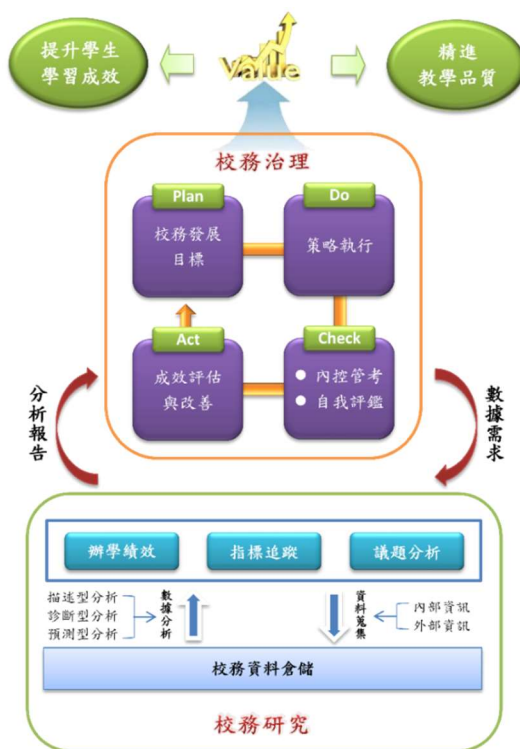 提升學生
學習成效
Value
精進
教學品質
校務治理
Plan
校務發展
目標
Do
策略執行
Act
成效評估
與改善
Check
內控管考
自我評鑑
分析報告
數據需求
辦學績效
指標追蹤
議題分析
描述型分析
診斷型分析
預測型分析
數據分析
資料蒐集
內部資訊
外部資訊
校務資料倉儲
校務研究